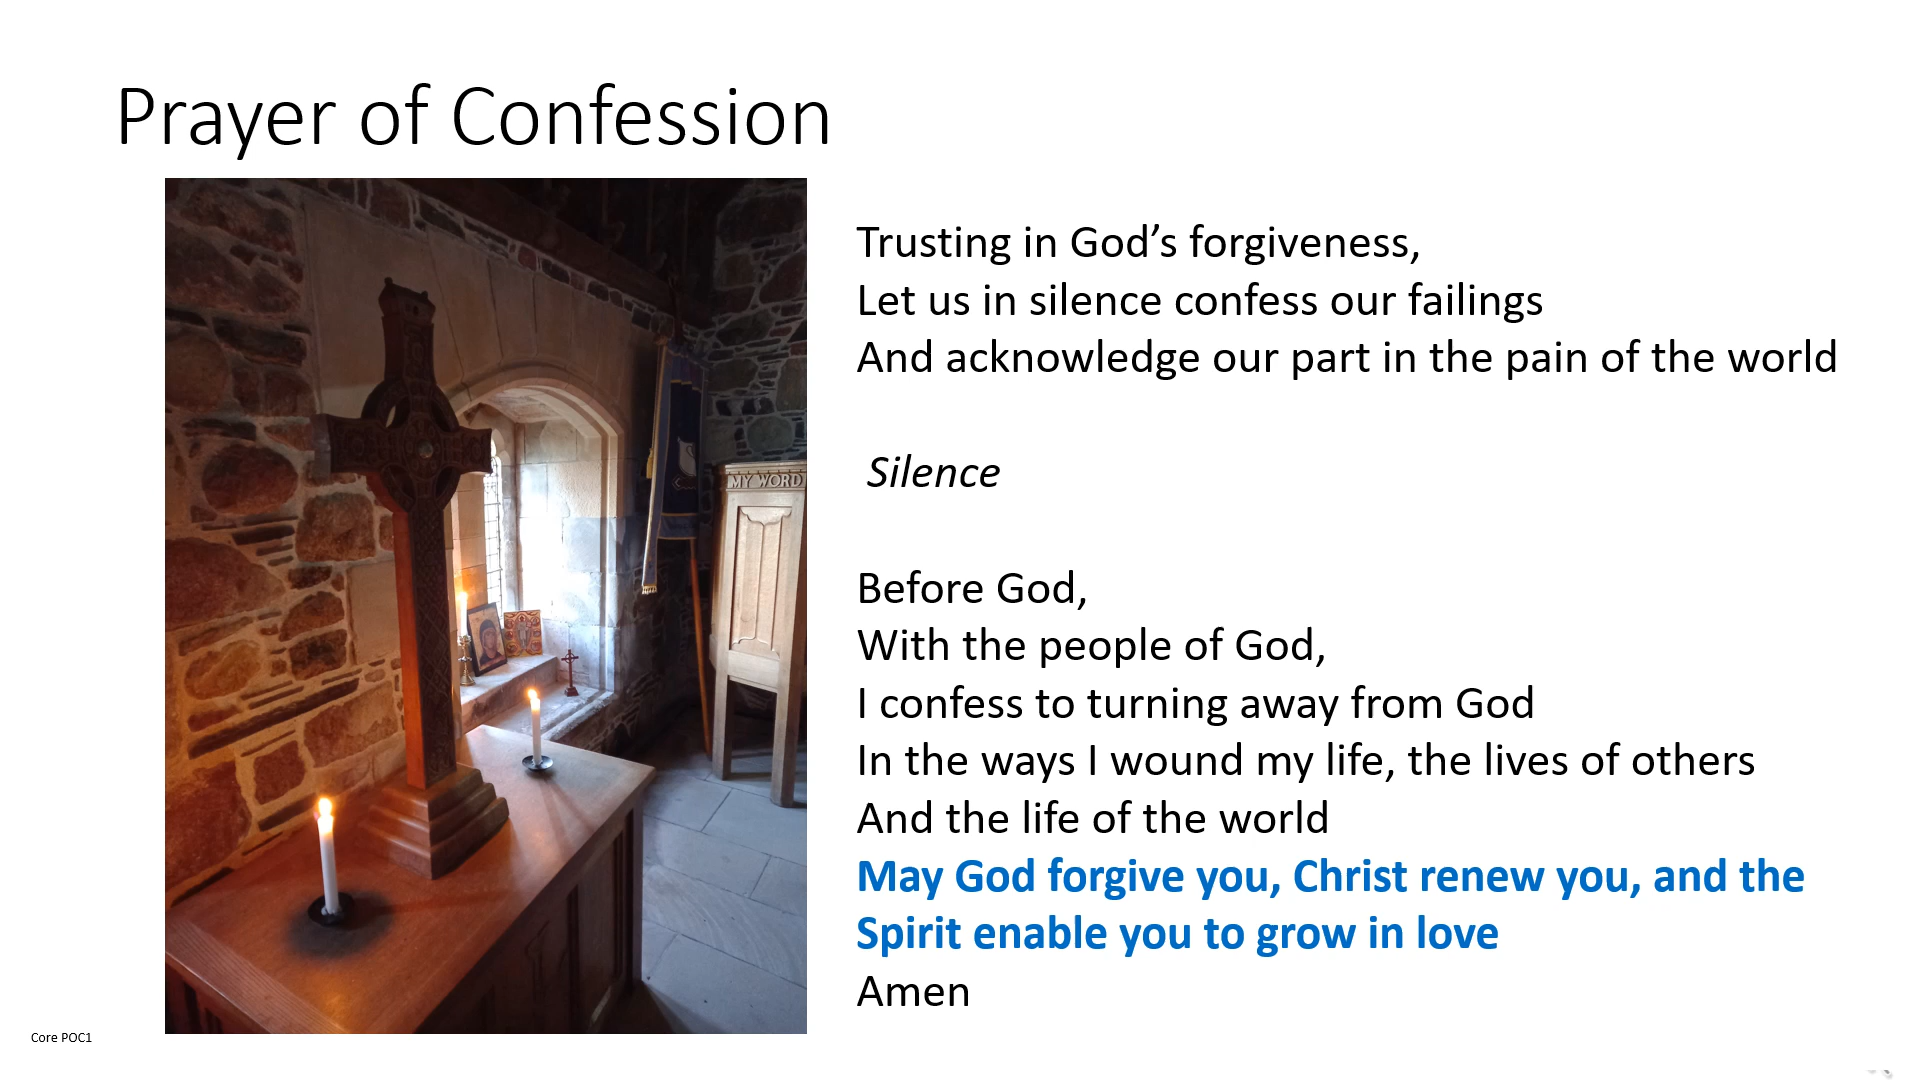 Prayer of Confession
Trusting in God’s forgiveness,
Let us in silence confess our failings
And acknowledge our part in the pain of the world
Silence
Before God,
With the people of God,
I confess to turning away from God
In the ways I wound my life, the lives of others
And the life of the world
May God forgive you, Christ renew you, and the
Spirit enable you to grow in love
Amen
MY WORD
Core POC1